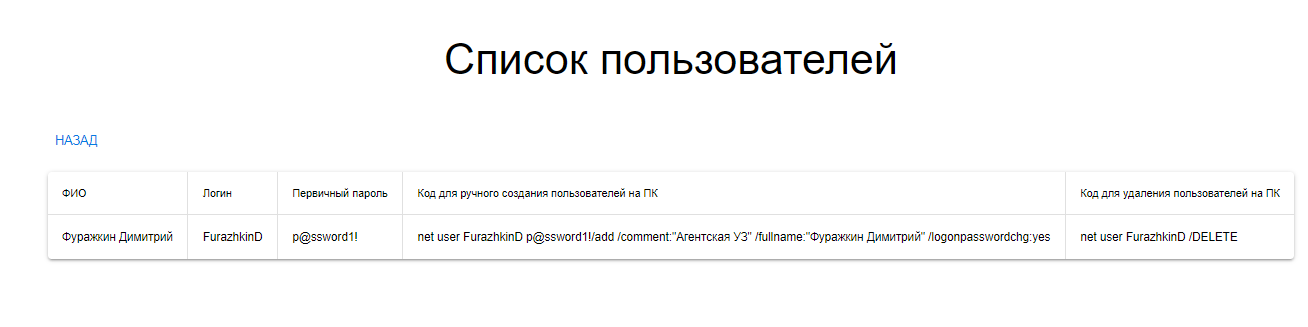 Список пользователей
НАЗАД
ФИО Логин Первичный пароль Код для ручного создания пользователей на ПК Код для удаления пользователей на ПК
Фуражкин Димитрий FurazhkinD p@ssword1! net user FurazhkinD p@ssword1!/add /comment:"Агентская УЗ" /fullname:"Фуражкин Димитрий" /logonpasswordchg:yes net user FurazhkinD /DELETE